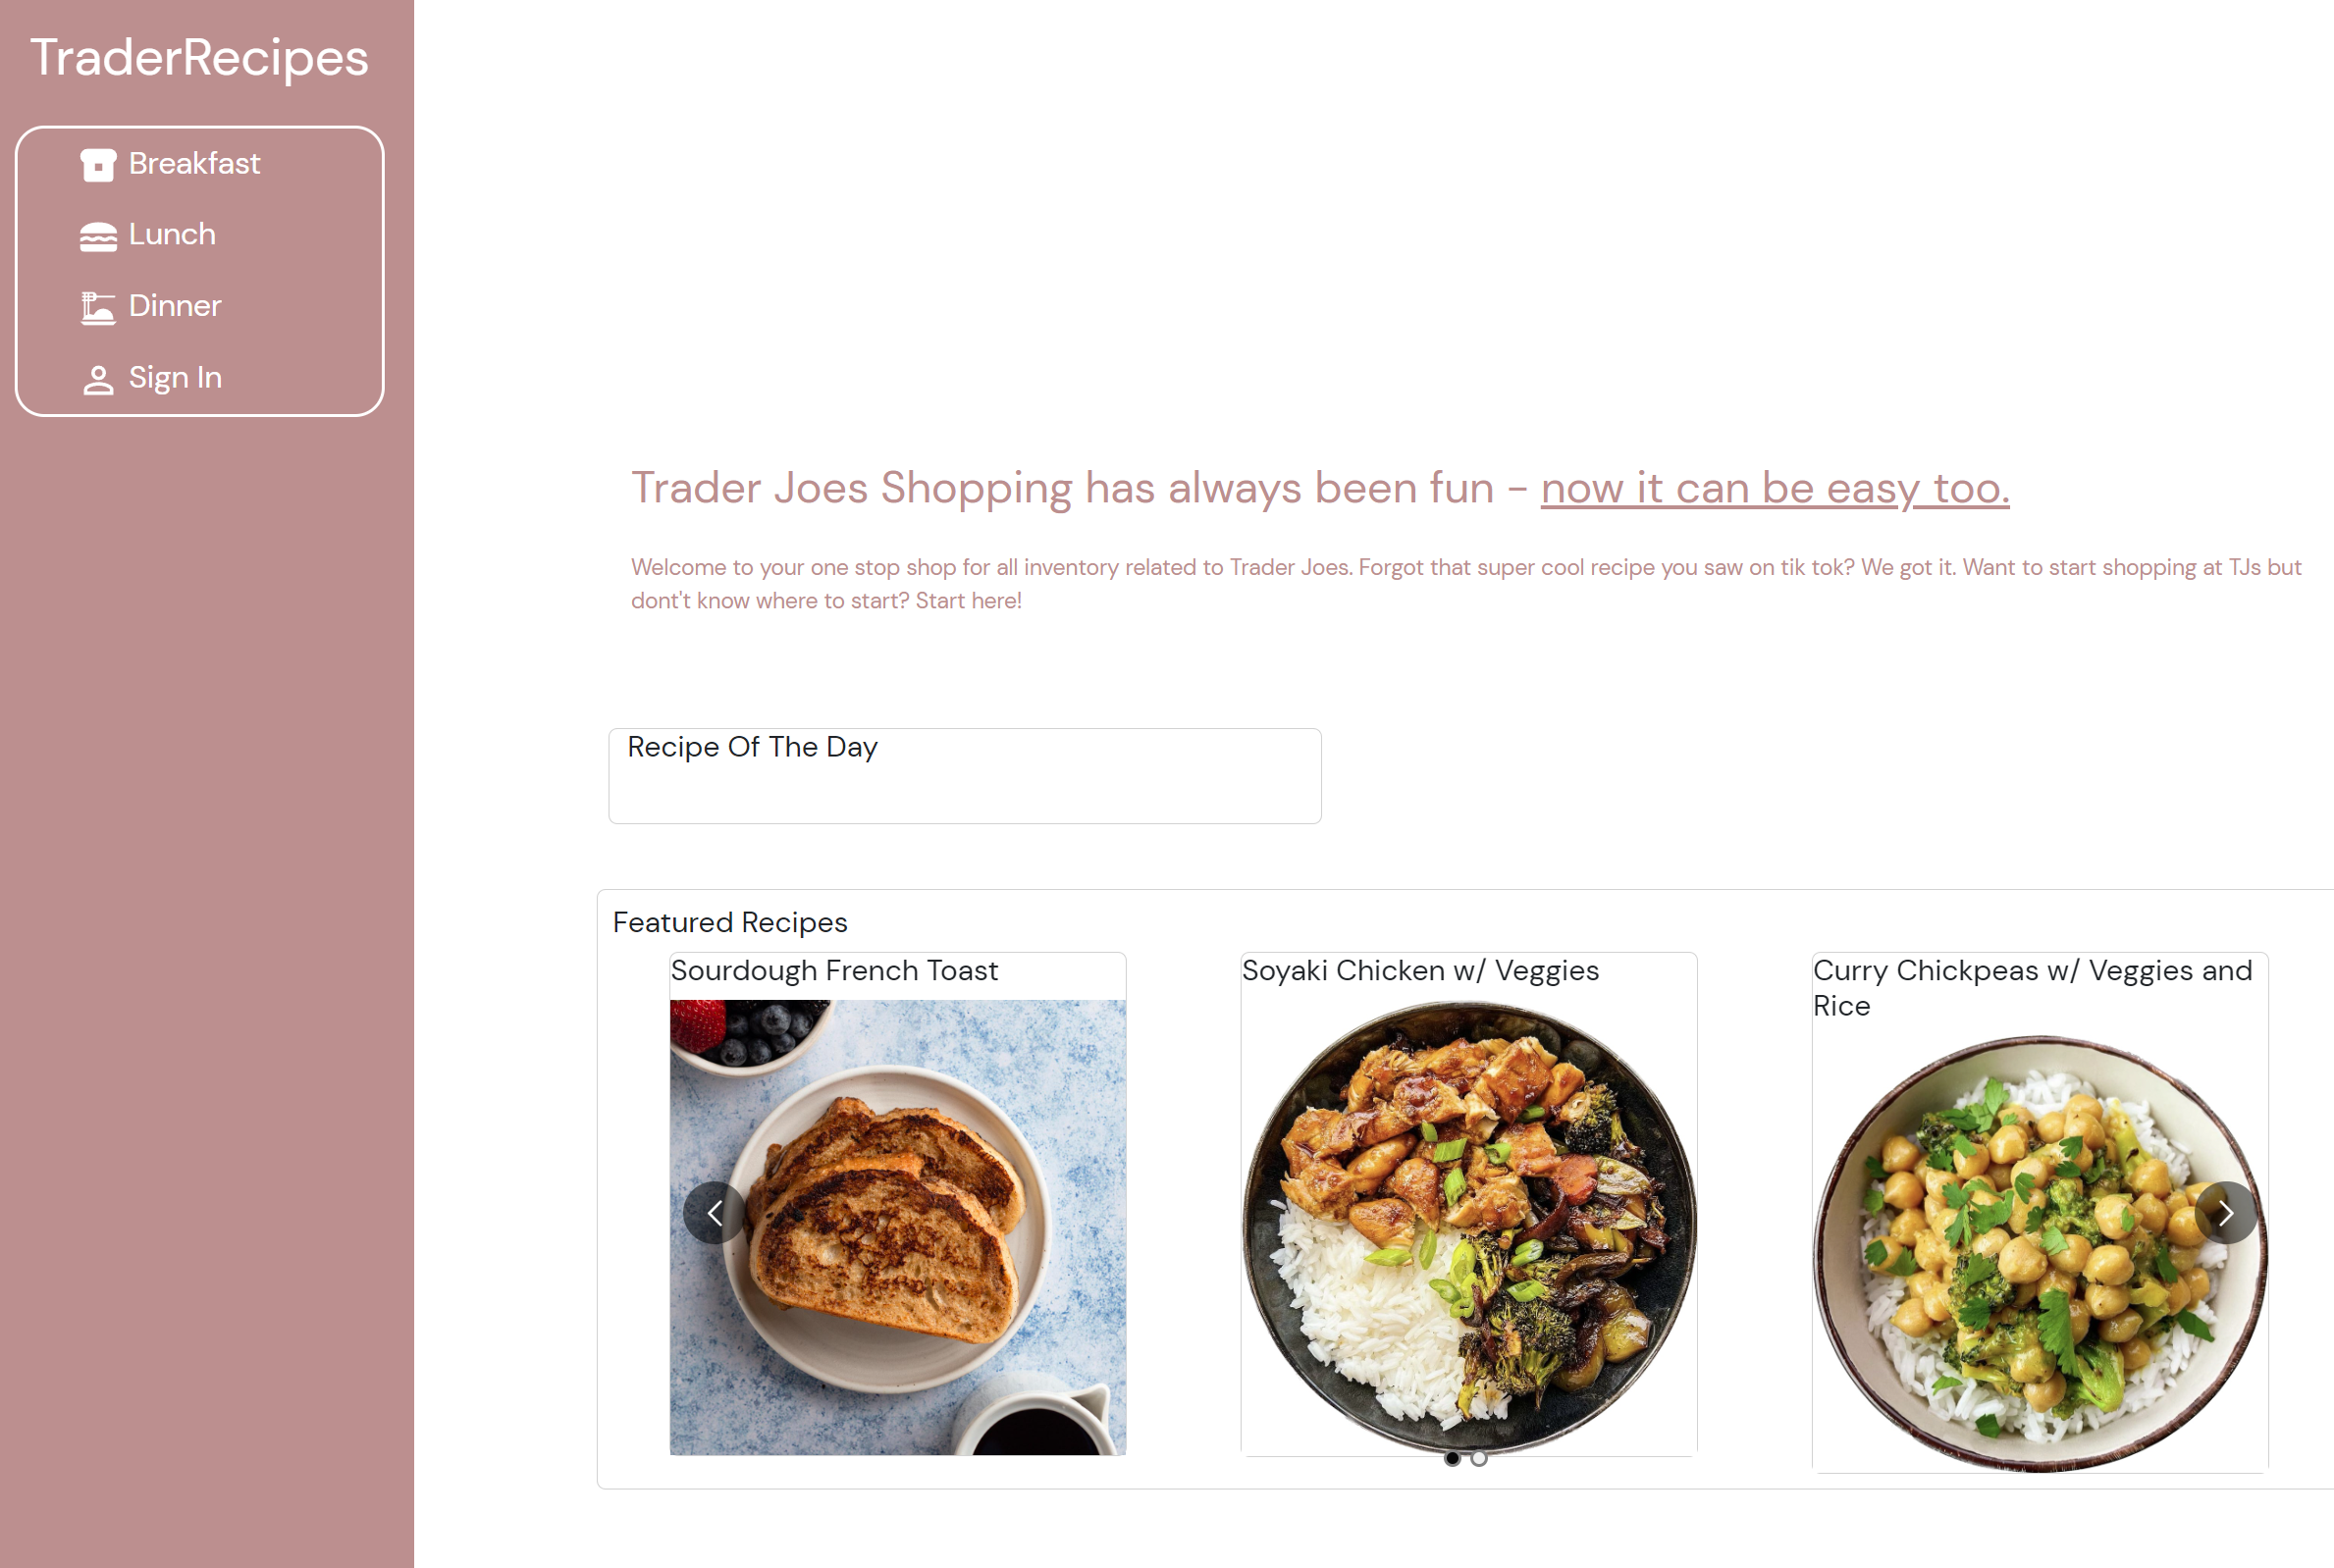 TraderRecipes
Breakfast
Lunch
Dinner
Sign In
Trader Joes Shopping has always been fun - now it can be easy too.
Welcome to your one stop shop for all inventory related to Trader Joes. Forgot that super cool recipe you saw on tik tok? We got it. Want to start shopping at TJs but
dont't know where to start? Start here!
Recipe Of The Day
Featured Recipes
Sourdough French Toast
Soyaki Chicken w/ Veggies
Curry Chickpeas w/ Veggies and
Rice